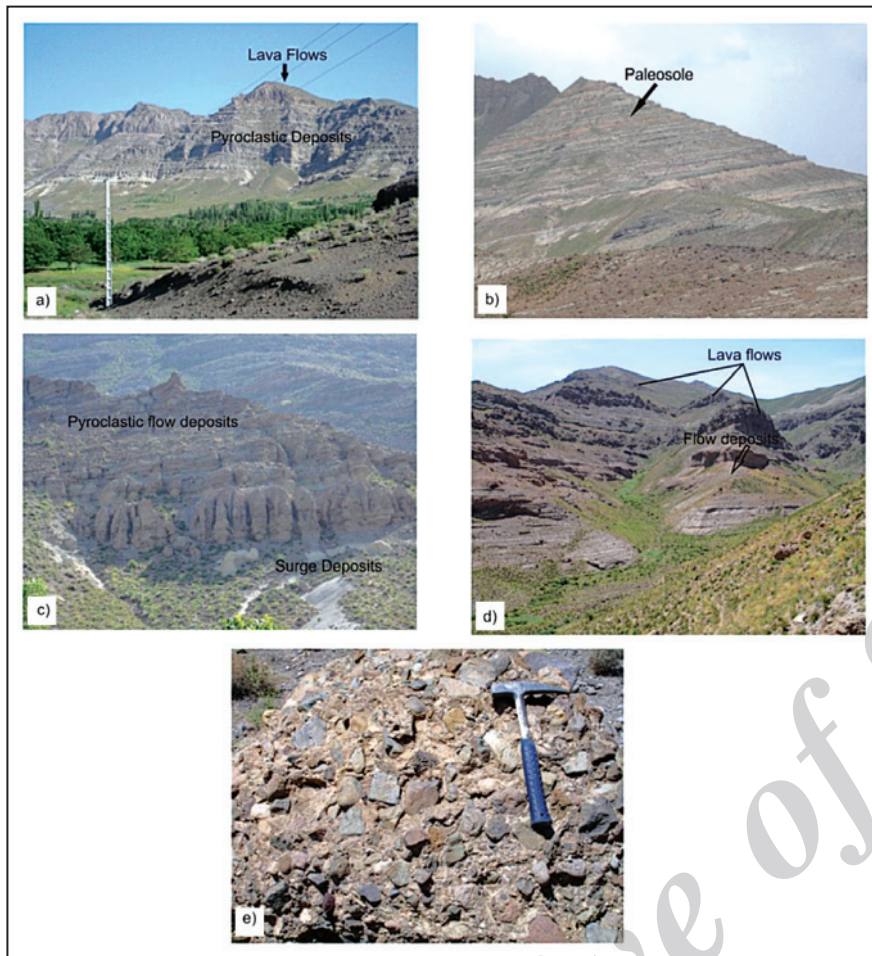 Lava Flows
Pyroclastic Deposits
a)
Paleosole
b)
Pyroclastic flow deposits
Surge Deposits
c)
Lava flows
Flow deposits
d)
e)